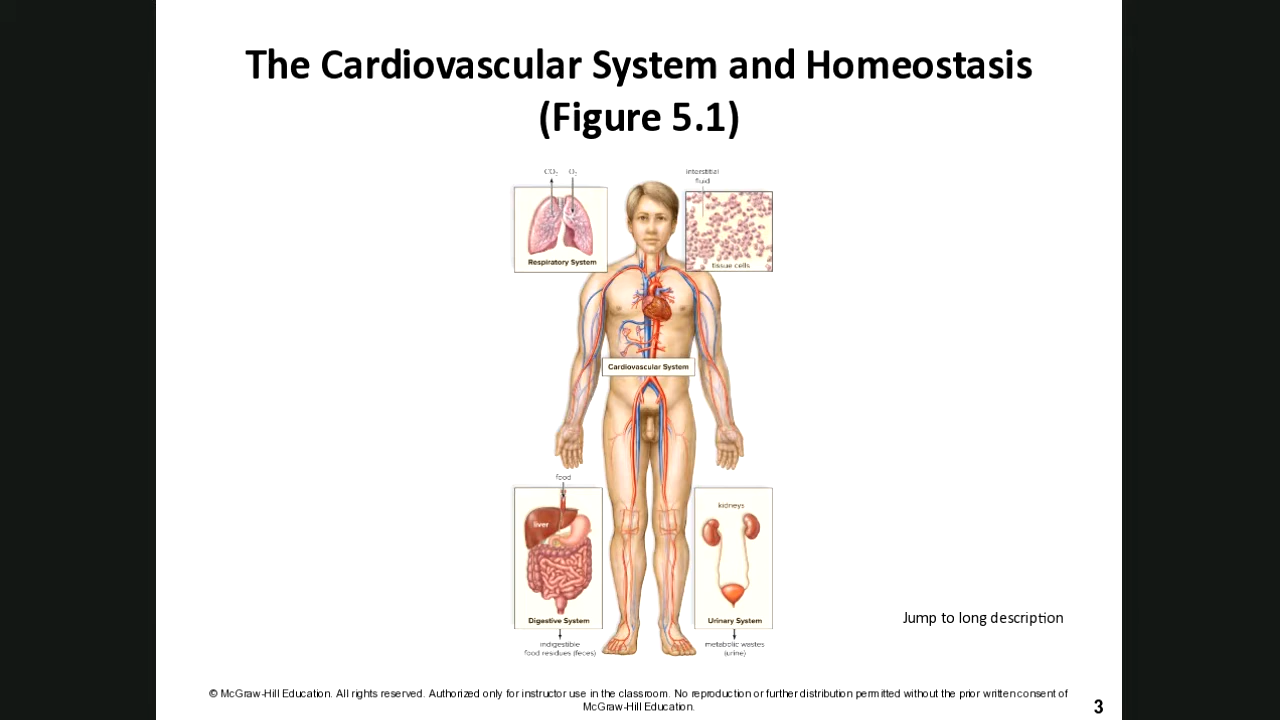 The Cardiovascular System and Homeostasis
(Figure 5.1)
CO₂ O₂
interstitial
fluid
Respiratory System
tissue cells
Cardiovascular System
food
kidneys
liver
Digestive System
Urinary System
indigestible
food residues (feces)
metabolic wastes
(urine)
Jump to long description
© McGraw-Hill Education. All rights reserved. Authorized only for instructor use in the classroom. No reproduction or further distribution permitted without the prior written consent of
McGraw-Hill Education.
3